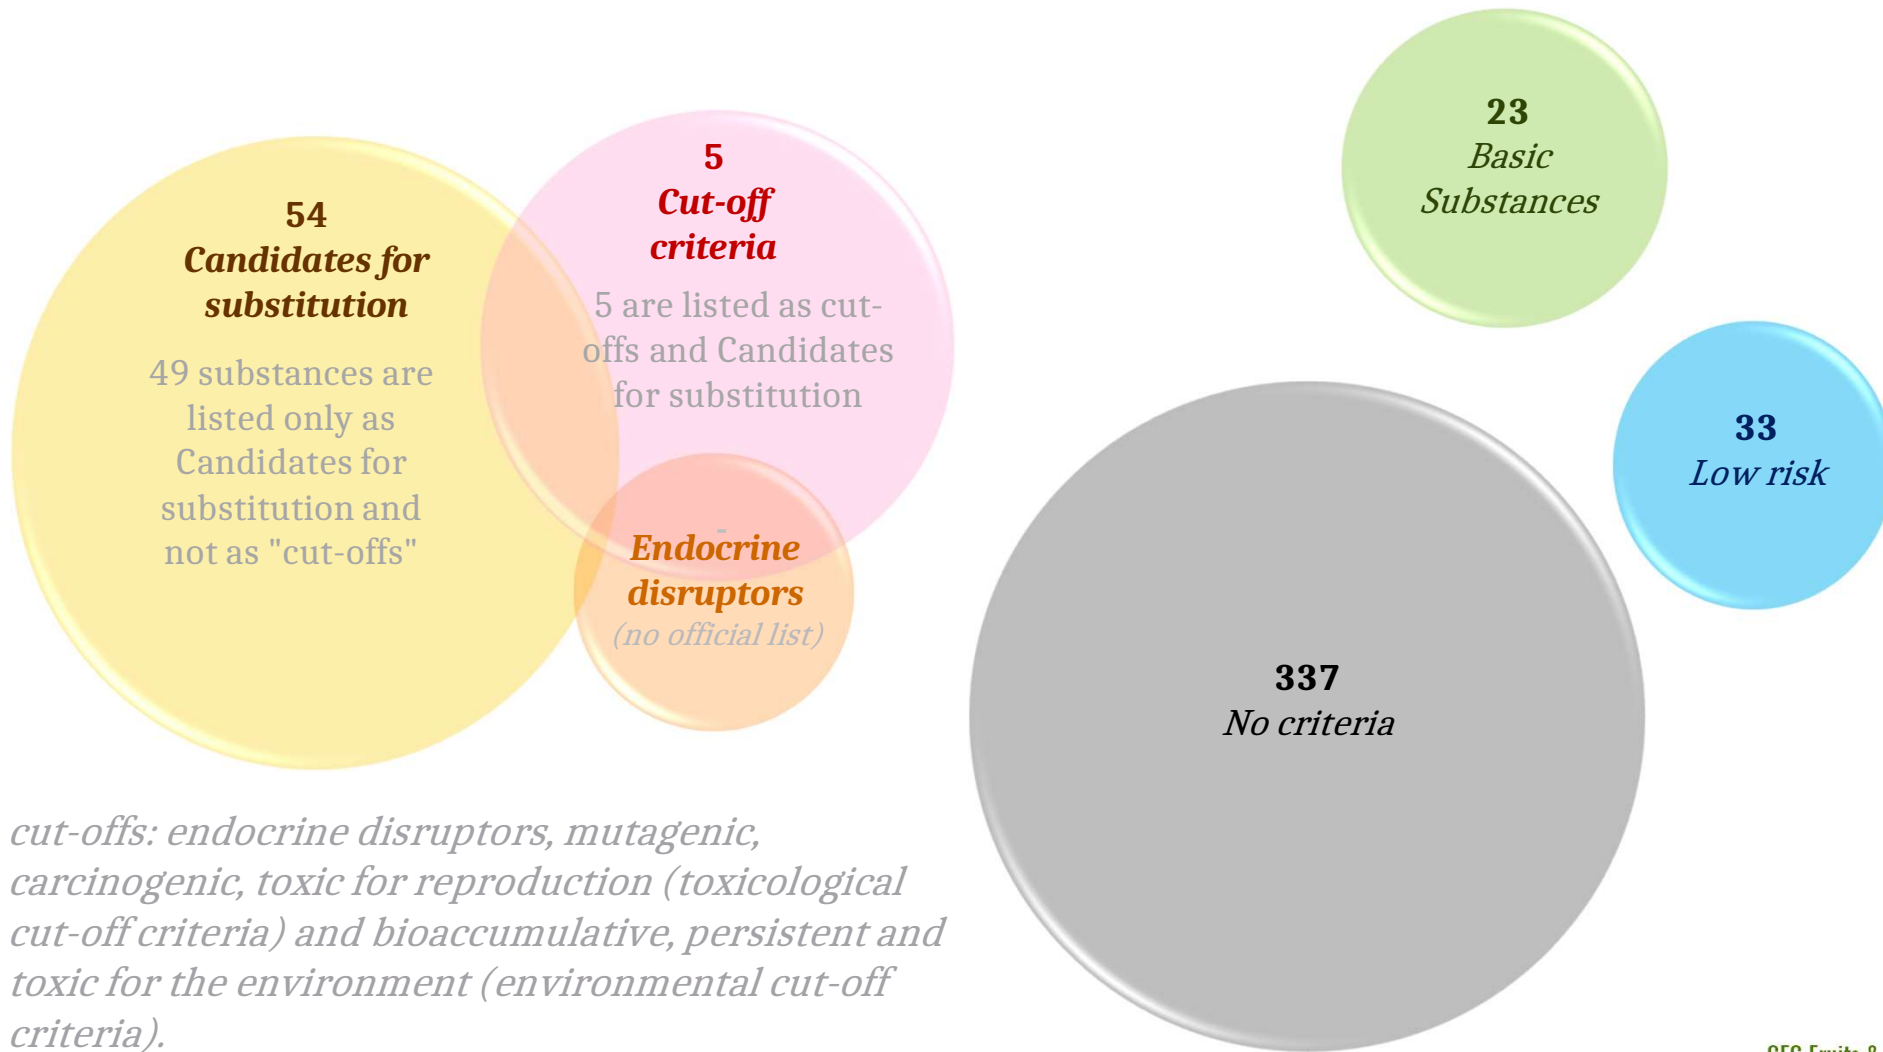 54
Candidates for
substitution
49 substances are
listed only as
Candidates for
substitution and
not as "cut-offs"
5
Cut-off
criteria
5 are listed as cut-
offs and Candidates
for substitution
-
Endocrine
disruptors
(no official list)
23
Basic
Substances
33
Low risk
337
No criteria
cut-offs: endocrine disruptors, mutagenic,
carcinogenic, toxic for reproduction (toxicological
cut-off criteria) and bioaccumulative, persistent and
toxic for the environment (environmental cut-off
criteria).